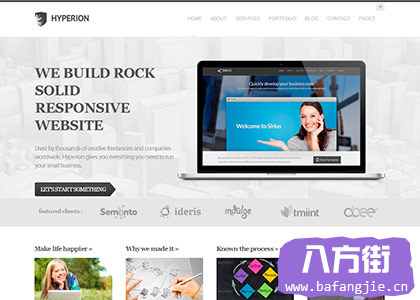 HYPERION
HOME ABOUT SERVICES PORTFOLIO BLOG CONTACT PAGES
WE BUILD ROCK
SOLID
RESPONSIVE
WEBSITE
Used by thousands of creative freelancers and companies
worldwide, Hyperion gives you everything you need to run
your small business.
LET'S START SOMETHING
SIRIUS
Quickly develop your business now
Welcome to Sirius
featured clients : Semonto ideris indulge tmiint abee
Make life happier »
Why we made it »
Known the process »
八方街
www.bafangjie.cn